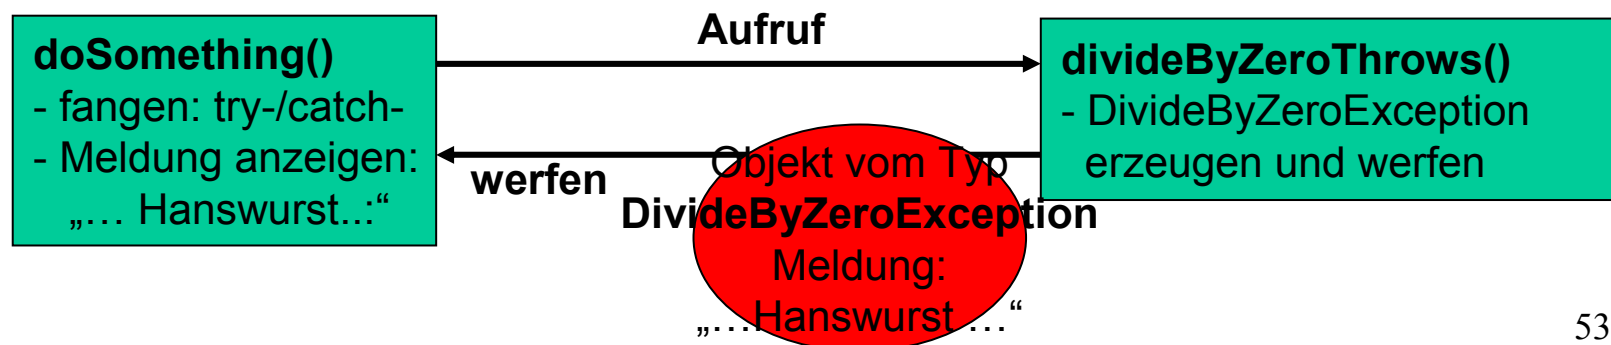 doSomething()
- fangen: try-/catch-
- Meldung anzeigen:
„… Hanswurst..:“
Aufruf
werfen
Objekt vom Typ
DivideByZeroException
Meldung:
„…Hanswurst …“
divideByZeroThrows()
- DivideByZeroException
erzeugen und werfen
53